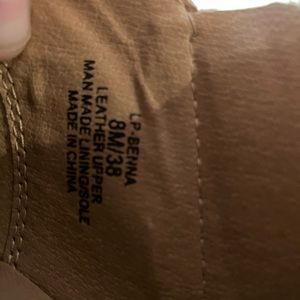 LP-BENNA
8M/38
LEATHER UPPER
MAN MADE LINING/SOLE
MADE IN CHINA